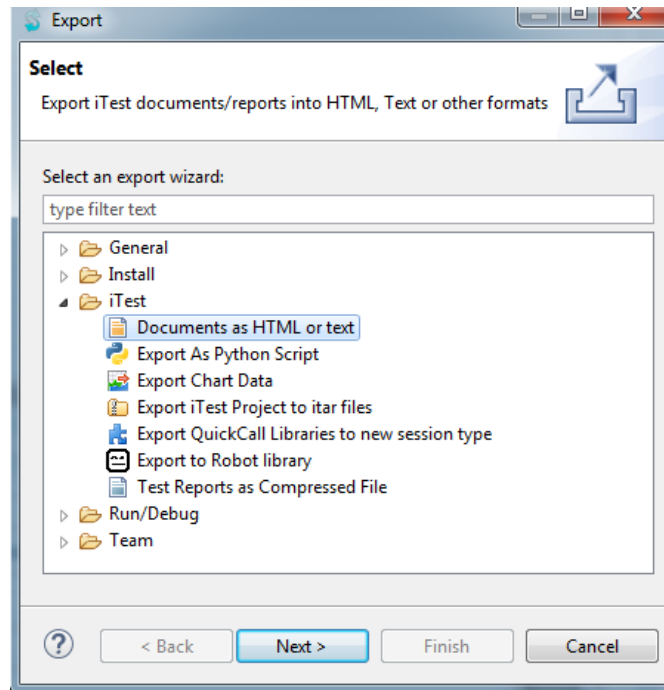 Export
Select
Export iTest documents/reports into HTML, Text or other formats
Select an export wizard:
type filter text
General
Install
iTest
Documents as HTML or text
Export As Python Script
Export Chart Data
Export iTest Project to itar files
Export QuickCall Libraries to new session type
Export to Robot library
Test Reports as Compressed File
Run/Debug
Team
? < Back Next > Finish Cancel